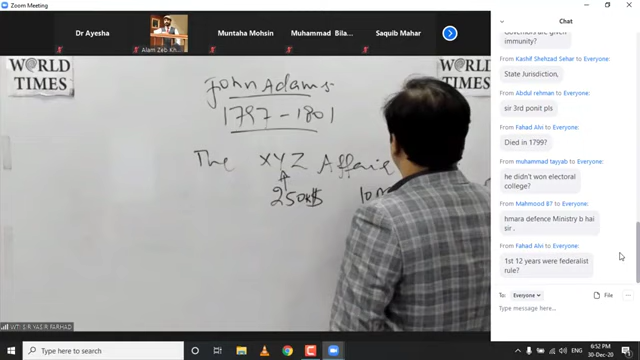 Zoom Meeting
Dr Ayesha
Alam Zeb Kh...
Muntaha Mohsin
Muhammad Bila...
Saquib Mahar
WORLD
TIMES
WORLD
TIMES
John Adams
1797-1801
The XYZ Affair
250k$ 10m
WT| SIR YASIR FARHAD
Chat
Governors are given
immunity?
From Kashif Shehzad Sehar to Everyone:
State Jurisdiction,
From Abdul rehman to Everyone:
sir 3rd ponit pls
From Fahad Alvi to Everyone:
Died in 1799?
From muhammad tayyab to Everyone:
he didn't won electoral
college?
From Mahmood 87 to Everyone:
hmara defence Ministry b hai
sir .
From Fahad Alvi to Everyone:
1st 12 years were federalist
rule?
To: Everyone
File
Type message here...
Type here to search
ENG
6:52 PM
30-Dec-20